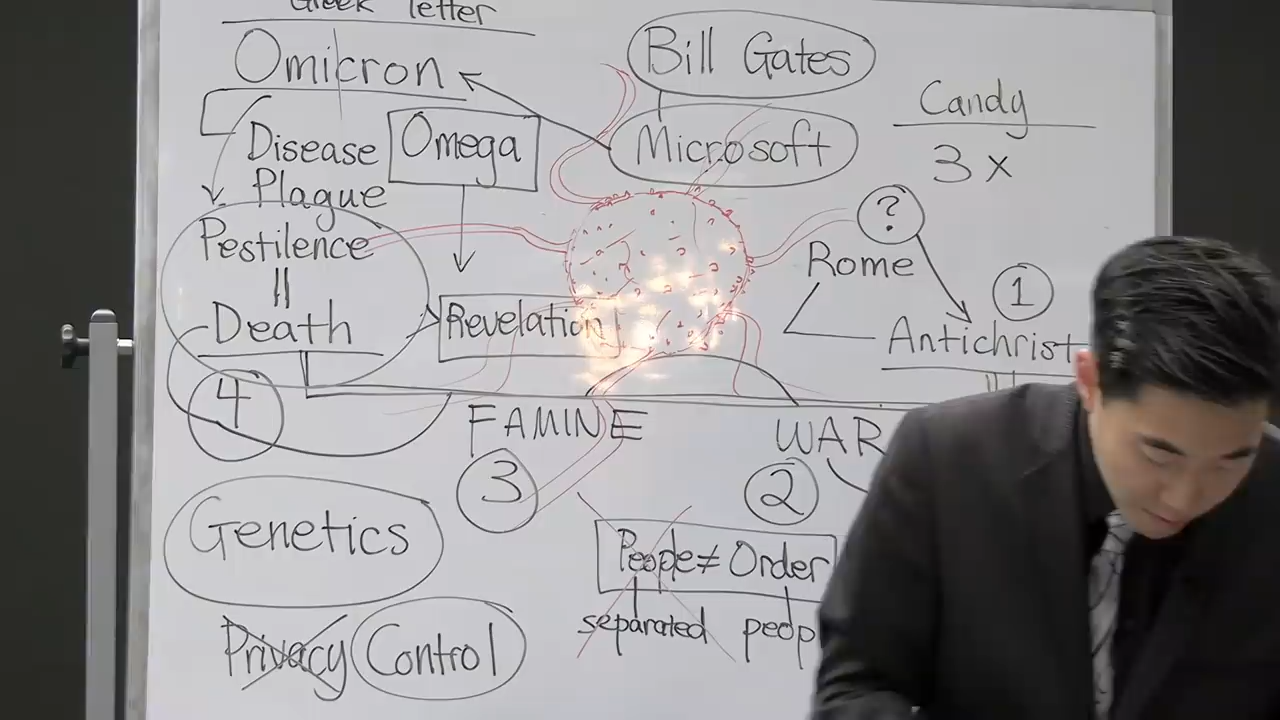 Greek letter
Omicron
Bill Gates
Microsoft
Candy
3 x
Disease
Plague
Omega
Pestilence
||
Death
Revelation
?
Rome
1
Antichrist
4
FAMINE
3
WAR
2
Genetics
People ≠ Order
separated
Privacy
Control